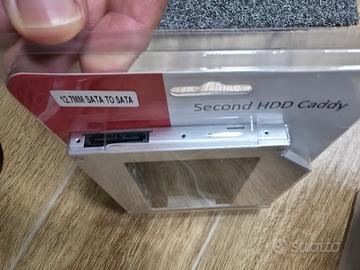 12.7MM SATA TO SATA
Second HDD Caddy
subito